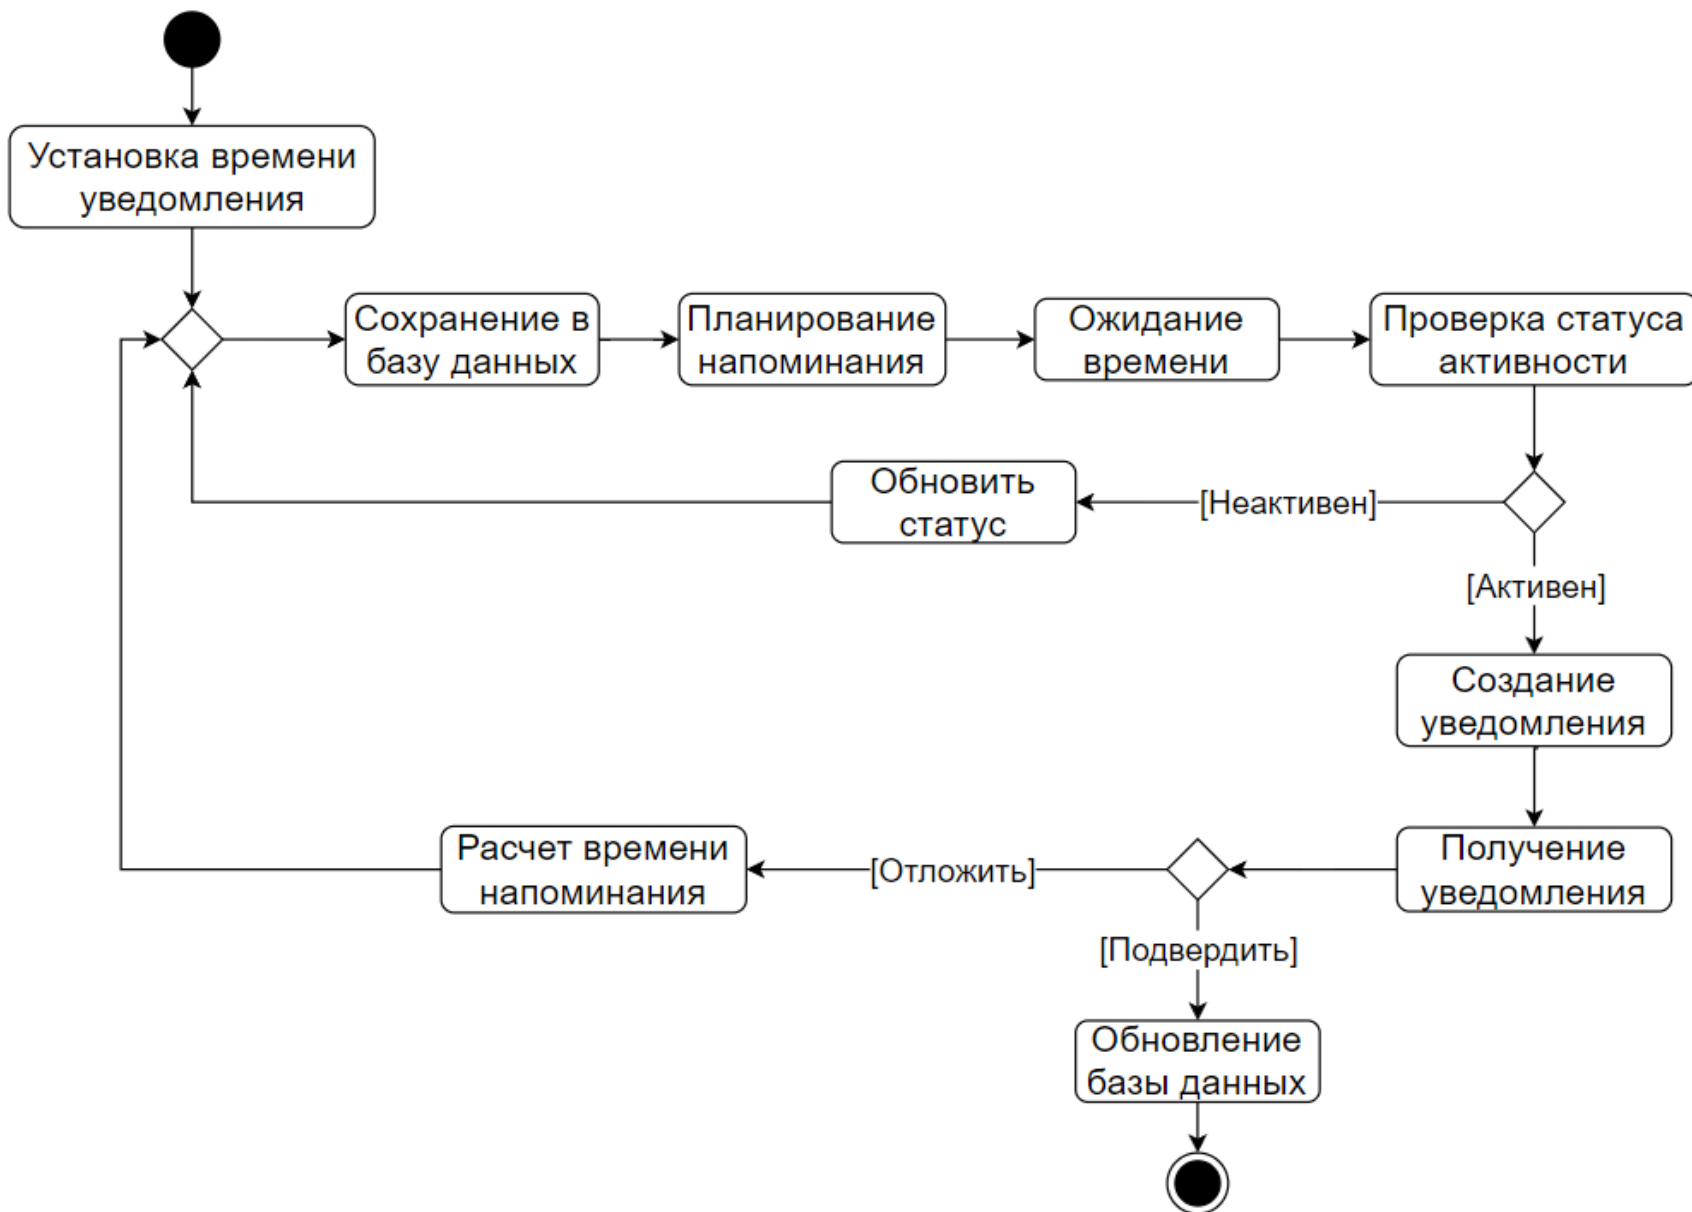 Установка времени
уведомления
Сохранение в
базу данных
Планирование
напоминания
Ожидание
времени
Проверка статуса
активности
Обновить
статус
[Неактивен]
[Активен]
Создание
уведомления
Расчет времени
напоминания
[Отложить]
Получение
уведомления
[Подвердить]
Обновление
базы данных